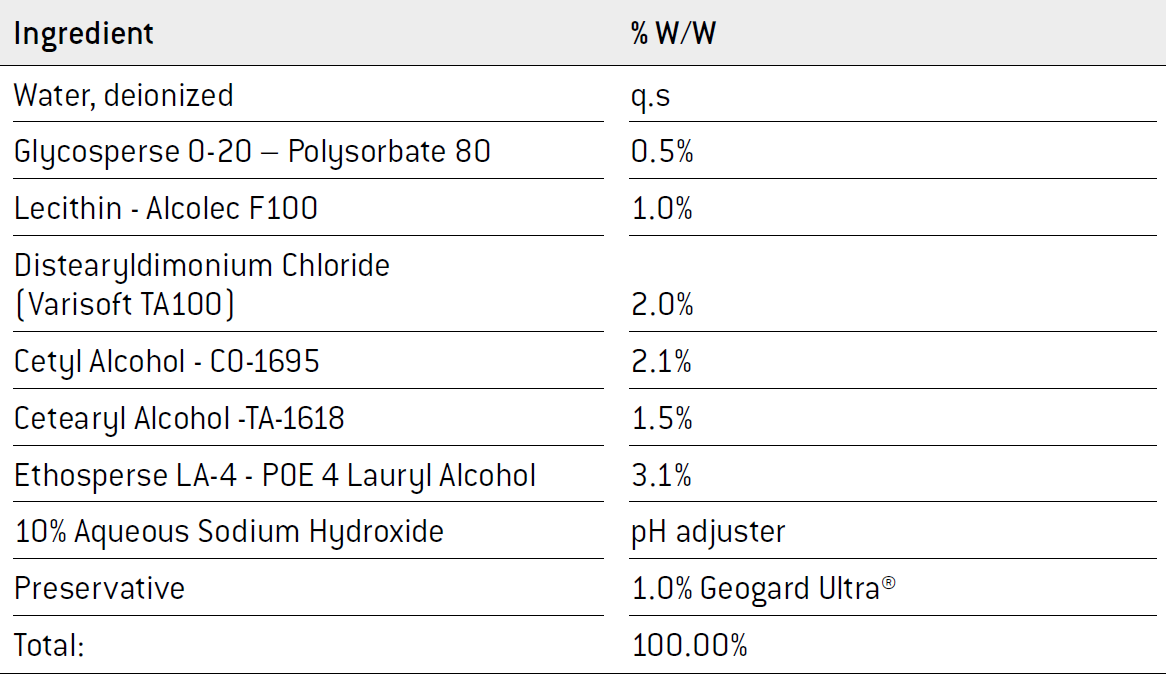 Ingredient % W/W
Water, deionized q.s
Glycosperse O-20 – Polysorbate 80 0.5%
Lecithin - Alcolec F100 1.0%
Distearyldimonium Chloride
(Varisoft TA100) 2.0%
Cetyl Alcohol - CO-1695 2.1%
Cetearyl Alcohol -TA-1618 1.5%
Ethosperse LA-4 - POE 4 Lauryl Alcohol 3.1%
10% Aqueous Sodium Hydroxide pH adjuster
Preservative 1.0% Geogard Ultra®
Total: 100.00%